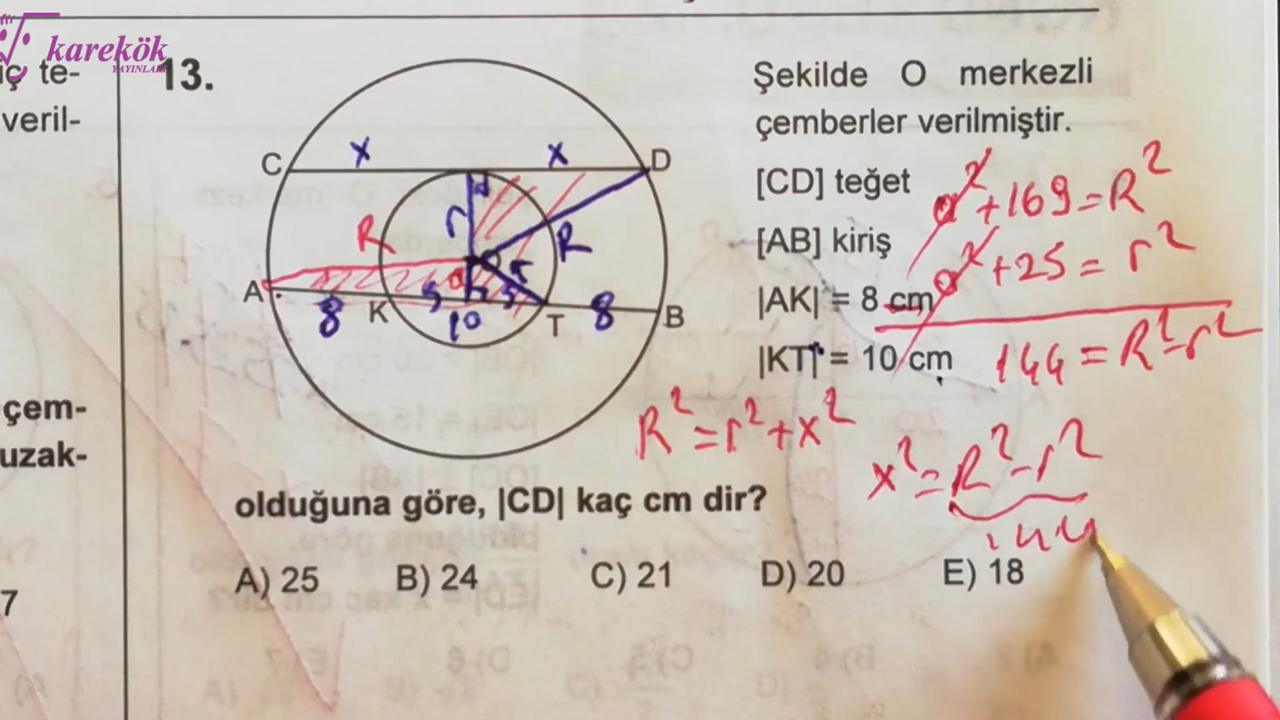 karekök
YAYINLARI
iç te-
veril-
çem-
uzak-
7
13.
C
x
x
D
r
R
R
A
8
K
a
5
5
r
10
T
8
B
Şekilde O merkezli
çemberler verilmiştir.
[CD] teğet
[AB] kiriş
|AK| = 8 cm
|KT| = 10 cm
a² + 169 = R²
a² + 25 = r²
144 = R² - r²
R² = r² + x²
x² = R² - r²
144
olduğuna göre, |CD| kaç cm dir?
A) 25 B) 24 C) 21 D) 20 E) 18